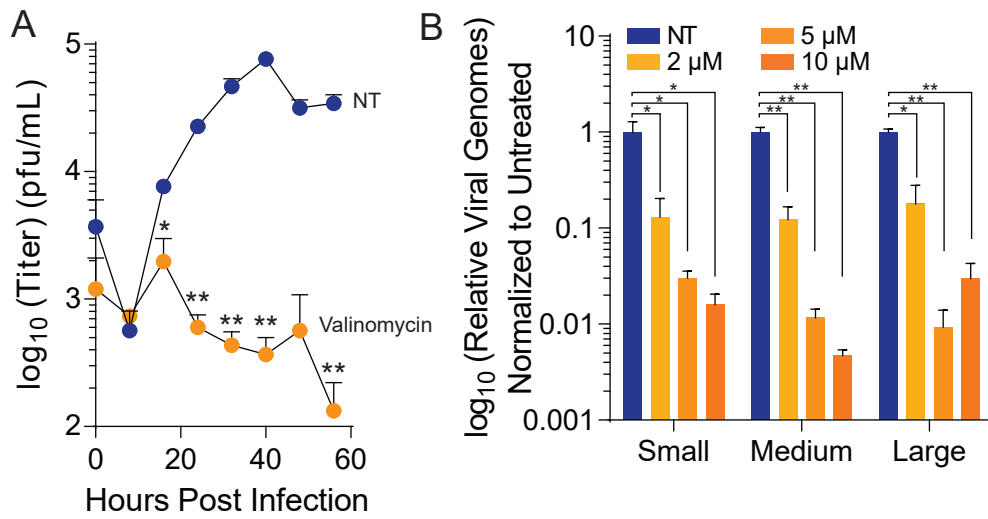 A
log10 (Titer) (pfu/mL)
5
4
3
2
0
20
40
60
Hours Post Infection
NT
Valinomycin
*
**
**
**
**
B
log10 (Relative Viral Genomes)
Normalized to Untreated
10
1
0.1
0.01
0.001
NT
2 µM
5 µM
10 µM
*
*
*
**
**
**
**
**
*
Small
Medium
Large